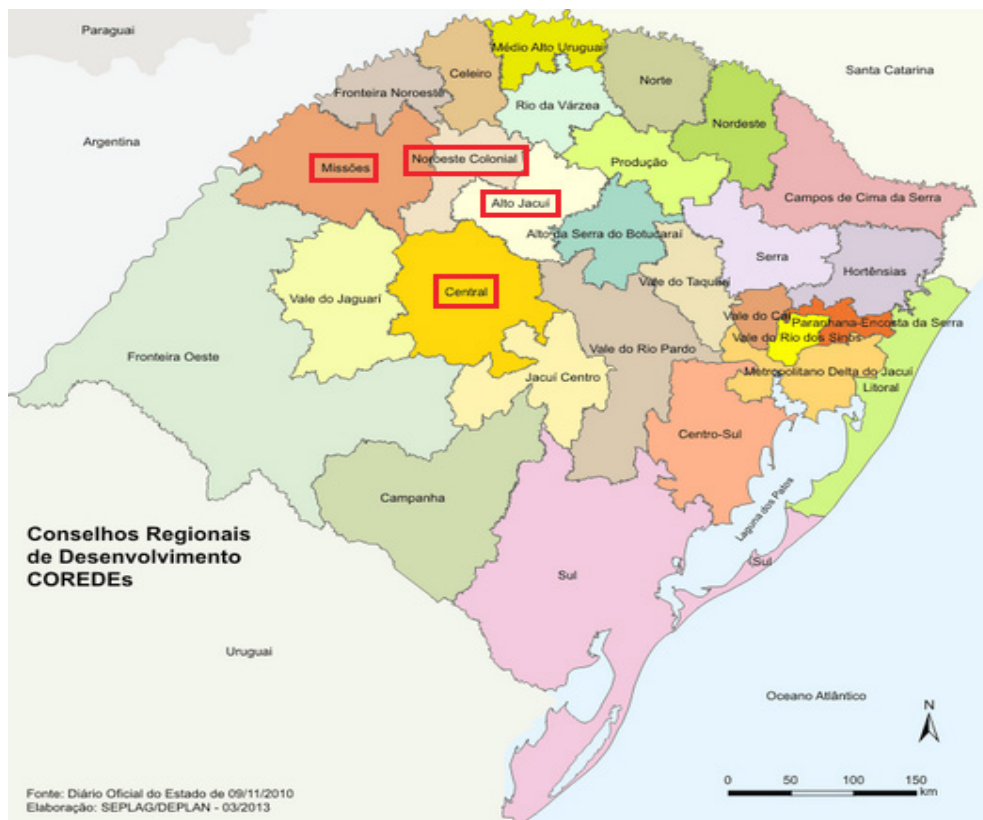 Paraguai
Médio Alto Uruguai
Santa Catarina
Celeiro
Norte
Fronteira Noroeste
Rio da Várzea
Nordeste
Argentina
Noroeste Colonial
Produção
Missões
Campos de Cima da Serra
Alto Jacuí
Alto da Serra do Botucaraí
Serra
Hortênsias
Vale do Taquari
Central
Vale do Jaguarí
Vale do Caí
Paranhana-Encosta da Serra
Vale do Rio dos Sinos
Vale do Rio Pardo
Fronteira Oeste
Metropolitano Delta do Jacuí
Jacuí Centro
Litoral
Centro-Sul
Campanha
Laguna dos Patos
Conselhos Regionais
de Desenvolvimento
COREDEs
Sul
Sul
Uruguai
Oceano Atlântico
N
0 50 100 150
km
Fonte: Diário Oficial do Estado de 09/11/2010
Elaboração: SEPLAG/DEPLAN - 03/2013